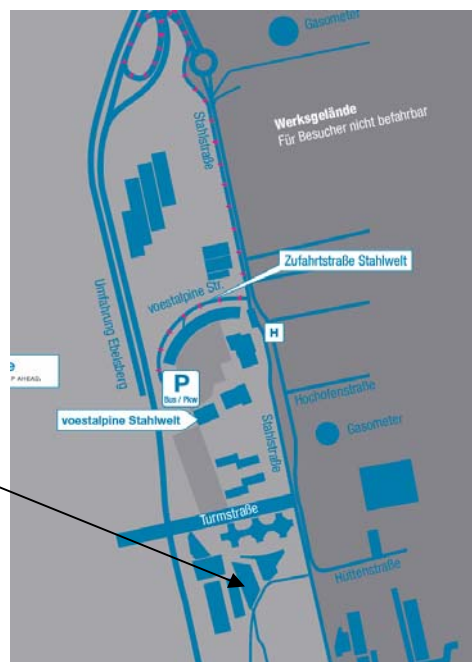 Gasometer
Stahlstraße
Werksgelände
Für Besucher nicht befahrbar
Zufahrtstraße Stahlwelt
voestalpine Str.
Umfahrung Ebelsberg
H
e
P AHEAD.
P
Bus / Pkw
Hochofenstraße
voestalpine Stahlwelt
Stahlstraße
Gasometer
Turmstraße
Hüttenstraße